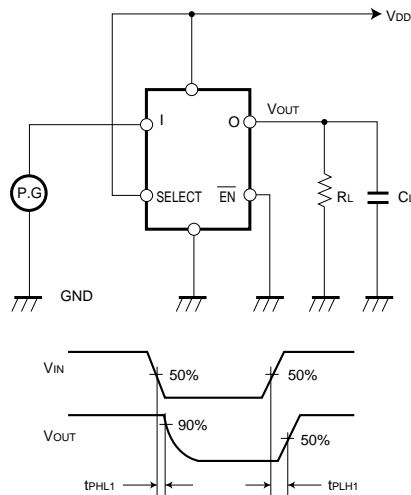 VDD
I
O
VOUT
P.G
SELECT
EN
RL
CL
GND
VIN
50%
50%
VOUT
90%
50%
tPHL1
tPLH1